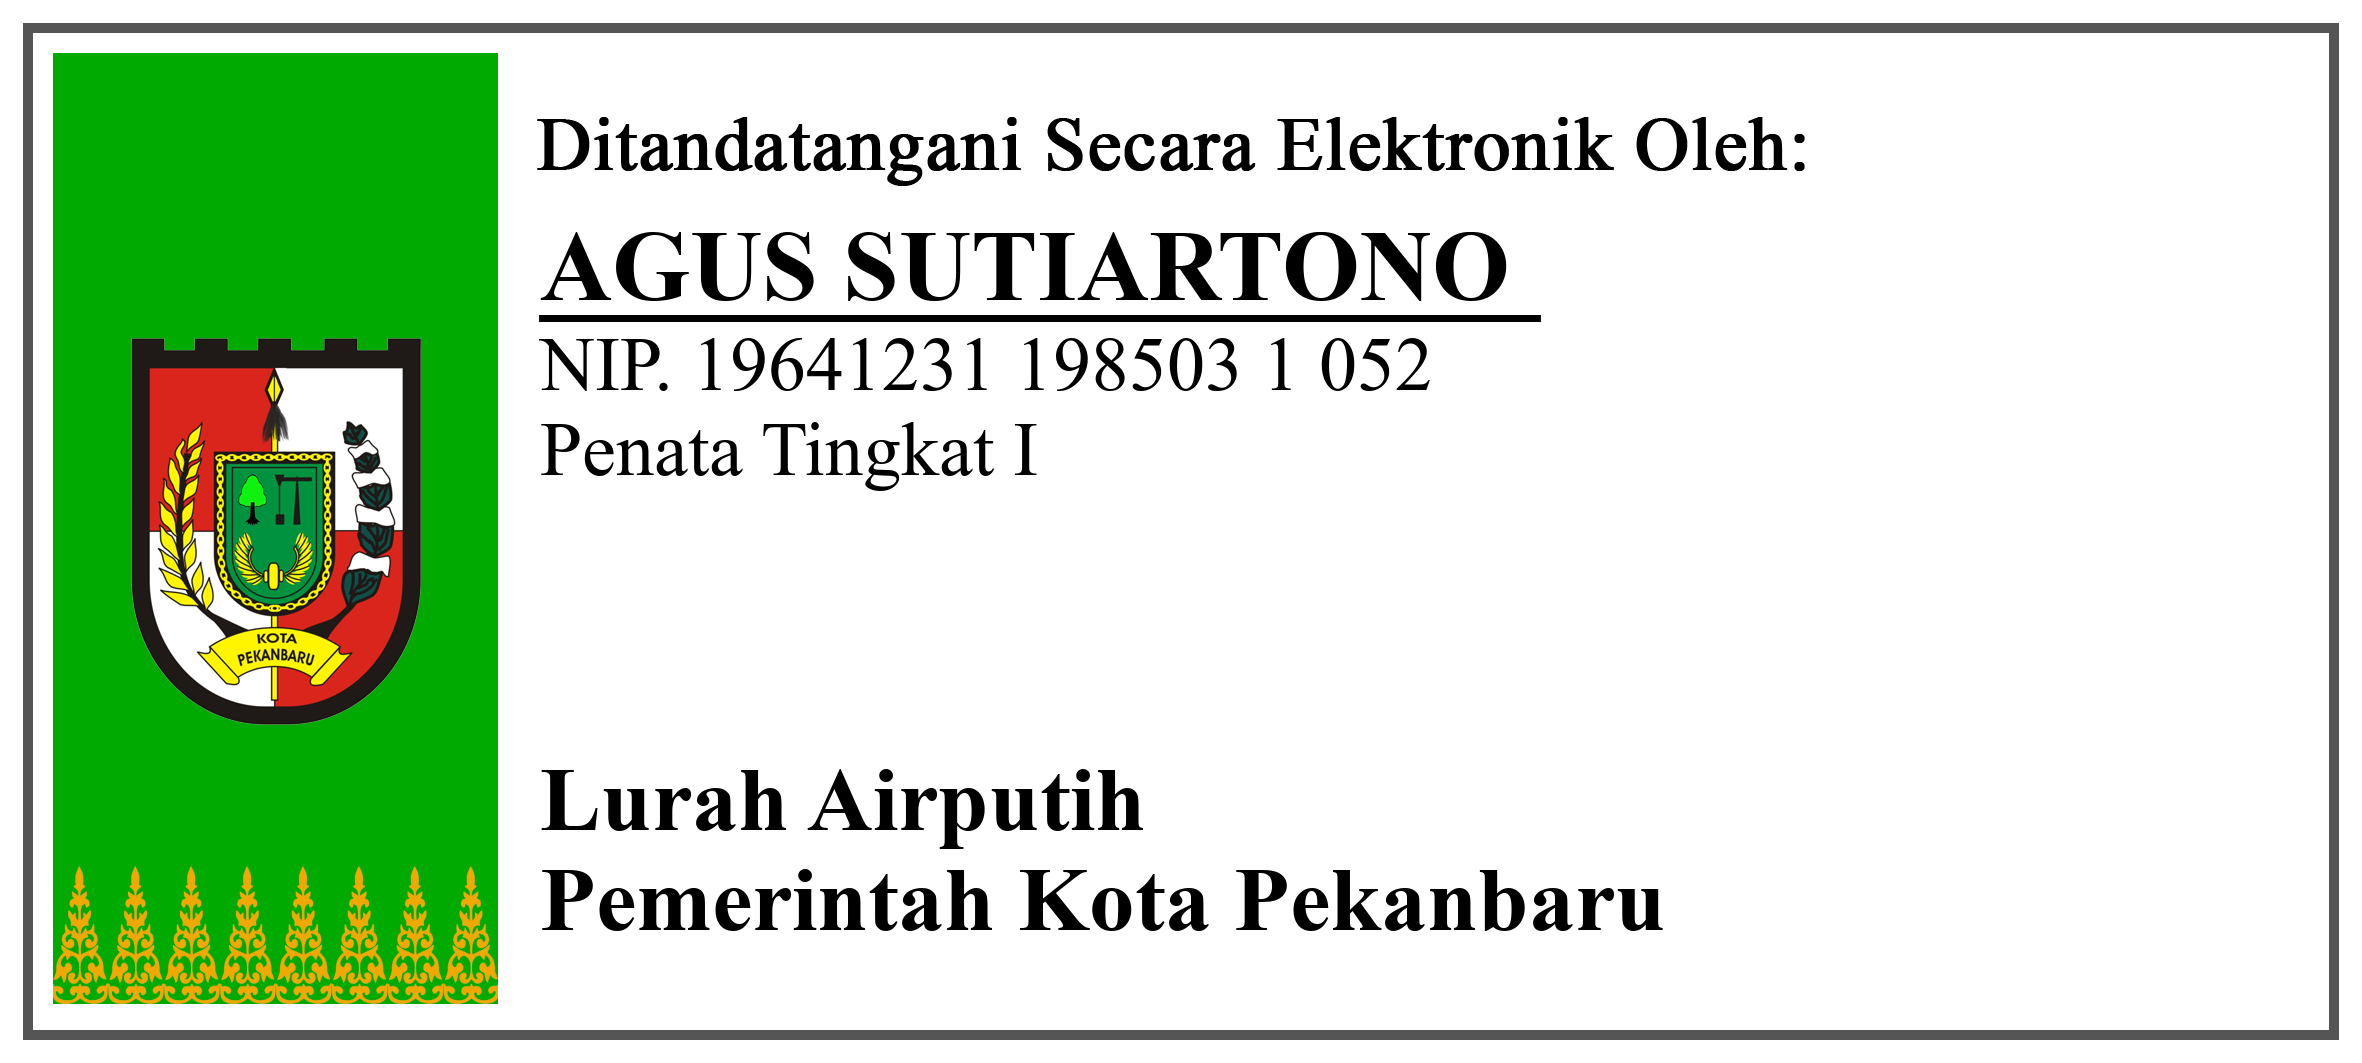 Ditandatangani Secara Elektronik Oleh:
AGUS SUTIARTONO
NIP. 19641231 198503 1 052
Penata Tingkat I
KOTA
PEKANBARU
Lurah Airputih
Pemerintah Kota Pekanbaru